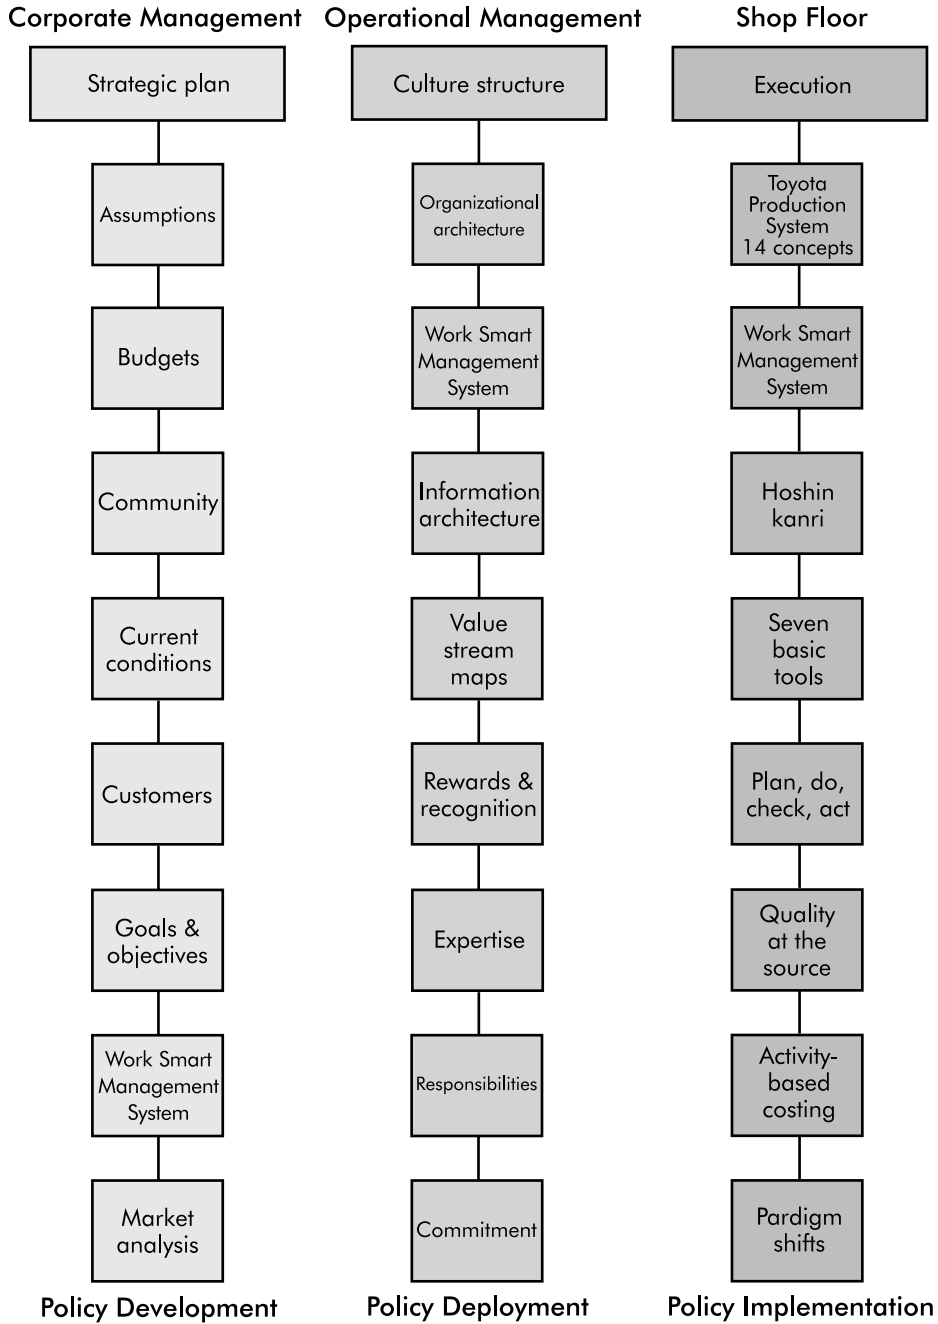 Corporate Management
Strategic plan
Assumptions
Budgets
Community
Current
conditions
Customers
Goals &
objectives
Work Smart
Management
System
Market
analysis
Policy Development
Operational Management
Culture structure
Organizational
architecture
Work Smart
Management
System
Information
architecture
Value
stream
maps
Rewards &
recognition
Expertise
Responsibilities
Commitment
Policy Deployment
Shop Floor
Execution
Toyota
Production
System
14 concepts
Work Smart
Management
System
Hoshin
kanri
Seven
basic
tools
Plan, do,
check, act
Quality
at the
source
Activity-
based
costing
Pardigm
shifts
Policy Implementation